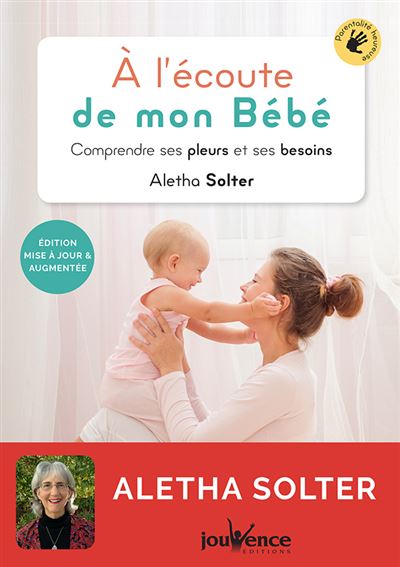 Parentalité heureuse
À l'écoute
de mon Bébé
Comprendre ses pleurs et ses besoins
Aletha Solter
ÉDITION
MISE À JOUR &
AUGMENTÉE
ALETHA SOLTER
jouvence
EDITIONS